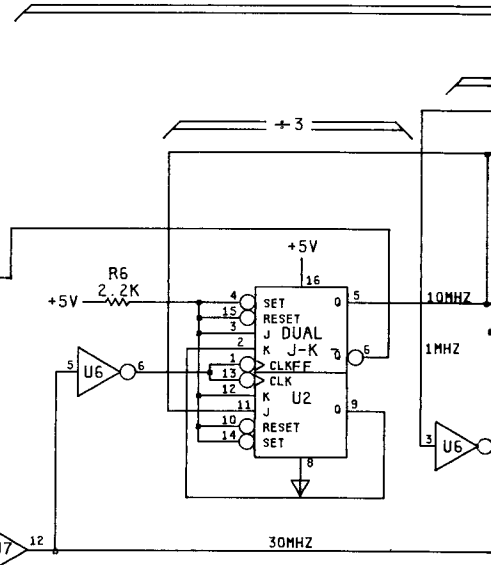 ÷3
+5V
R6
2.2K
+5V
16
4 SET Q 5 10MHZ
15 RESET
3 J DUAL
2 K J-K Q 6
1 CLK FF
13 CLK
12 K U2
11 J Q 9
10 RESET
14 SET
8
5 U6 6
1MHZ
3 U6
U7 12
30MHZ